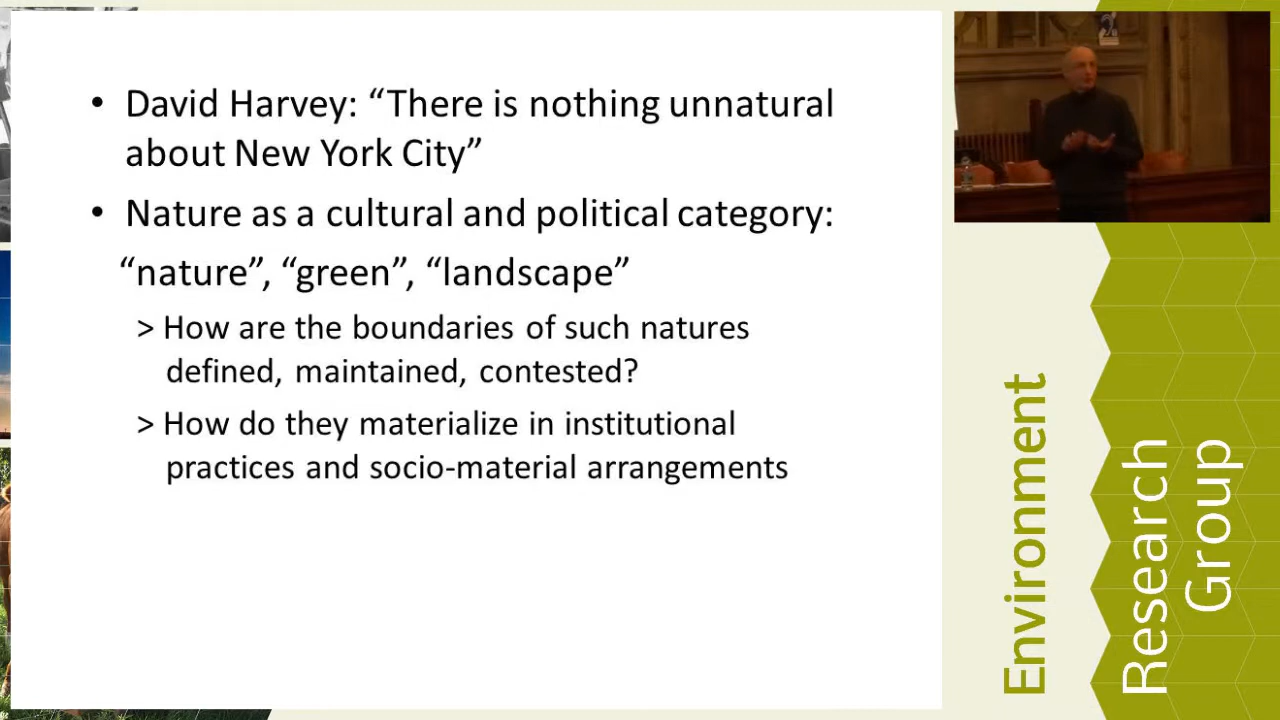 • David Harvey: “There is nothing unnatural
about New York City”
• Nature as a cultural and political category:
“nature”, “green”, “landscape”
> How are the boundaries of such natures
defined, maintained, contested?
> How do they materialize in institutional
practices and socio-material arrangements
Environment
Research
Group